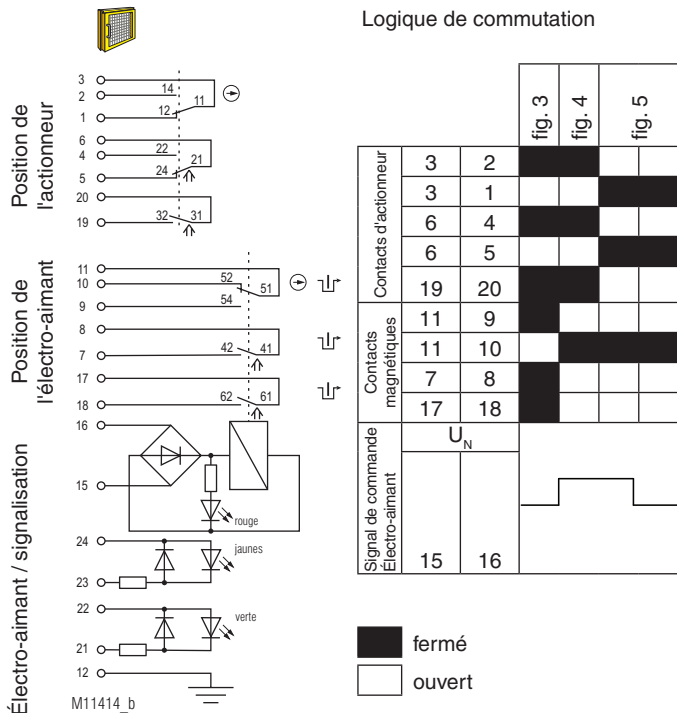 Logique de commutation
Position de
l'actionneur
3
2
14
11
1
12
6
4
22
21
5
24
20
19
32
31
Position de
l'électro-aimant
11
10
52
51
9
54
8
7
42
41
17
18
62
61
Électro-aimant / signalisation
16
15
rouge
24
jaunes
23
22
verte
21
12
M11414_b
fig. 3
fig. 4
fig. 5
Contacts d'actionneur
3 2
3 1
6 4
6 5
19 20
Contacts
magnétiques
11 9
11 10
7 8
17 18
Signal de commande
Électro-aimant
UN
15 16
fermé
ouvert